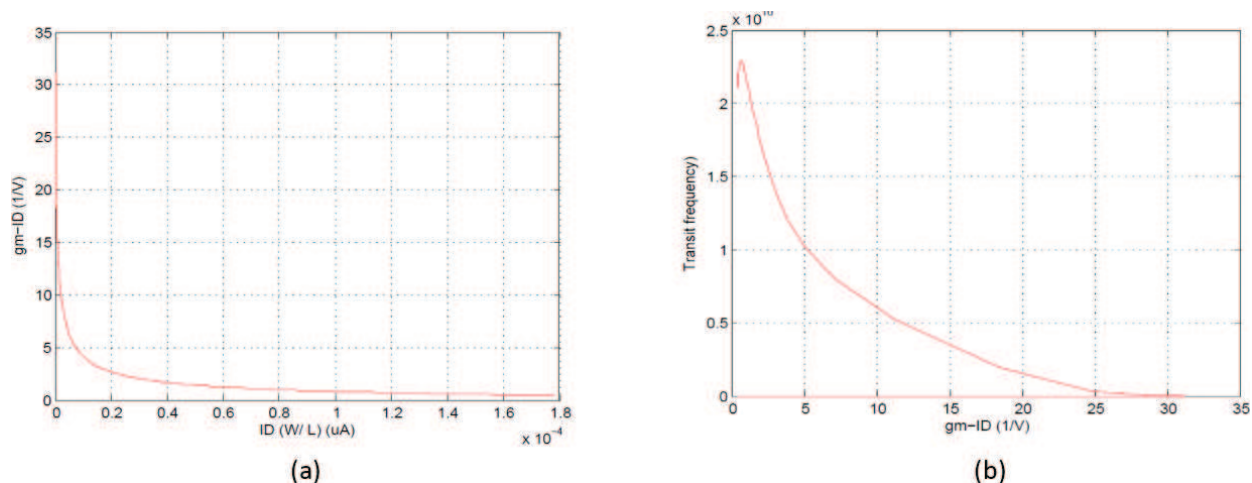 35
30
25
20
15
10
5
0
gm-ID (1/V)
0 0.2 0.4 0.6 0.8 1 1.2 1.4 1.6 1.8
ID (W/ L) (uA)
x 10⁻⁴
(a)
2.5
2
1.5
1
0.5
0
Transit frequency)
0 5 10 15 20 25 30 35
gm-ID (1/V)
(b)